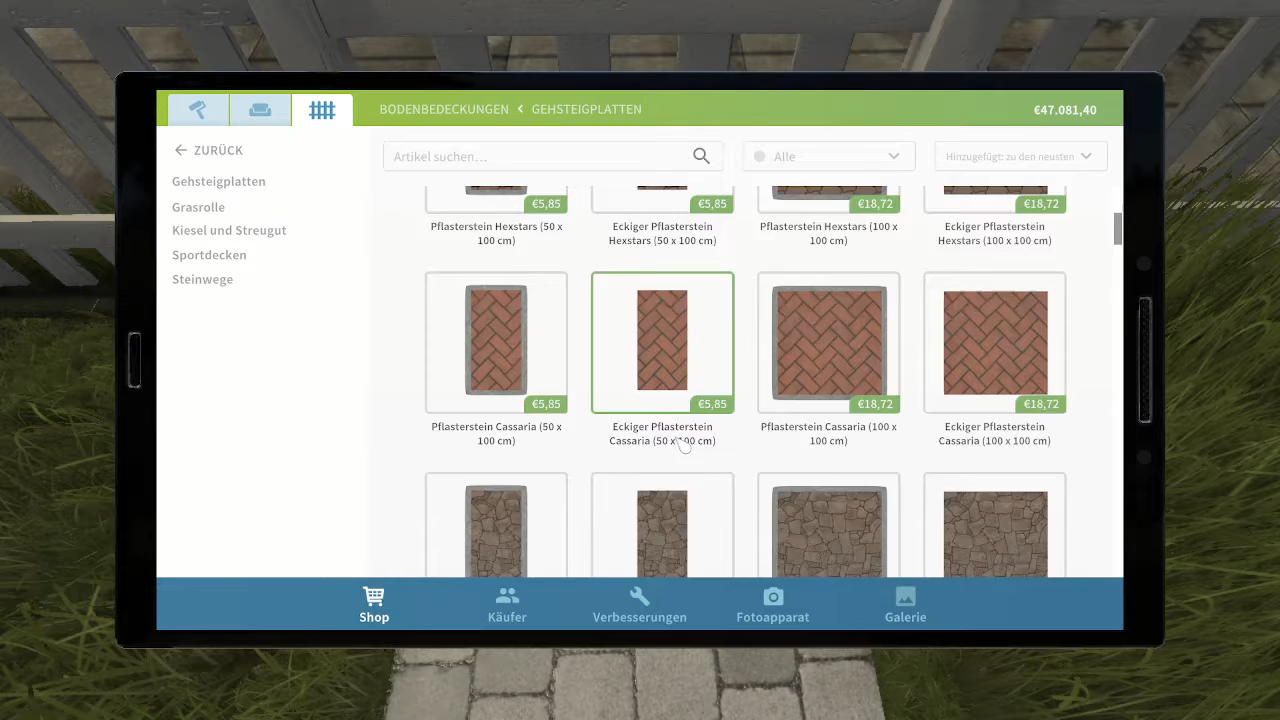 BODENBEDECKUNGEN < GEHSTEIGPLATTEN
€47.081,40
ZURÜCK
Artikel suchen...
Alle
Hinzugefügt: zu den neusten
Gehsteigplatten
Grasrolle
Kiesel und Streugut
Sportdecken
Steinwege
€5,85
€5,85
€18,72
€18,72
Pflasterstein Hexstars (50 x
100 cm)
Eckiger Pflasterstein
Hexstars (50 x 100 cm)
Pflasterstein Hexstars (100 x
100 cm)
Eckiger Pflasterstein
Hexstars (100 x 100 cm)
€5,85
€5,85
€18,72
€18,72
Pflasterstein Cassaria (50 x
100 cm)
Eckiger Pflasterstein
Cassaria (50 x 100 cm)
Pflasterstein Cassaria (100 x
100 cm)
Eckiger Pflasterstein
Cassaria (100 x 100 cm)
Shop
Käufer
Verbesserungen
Fotoapparat
Galerie